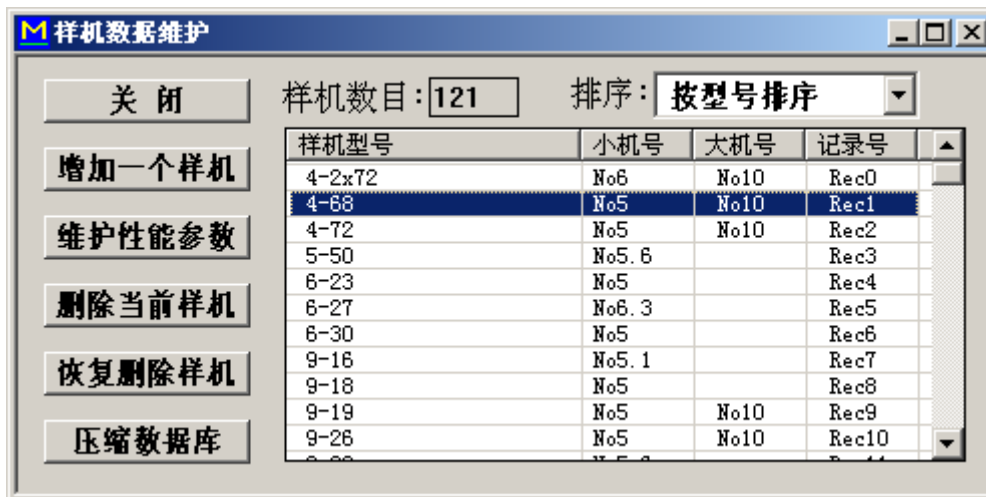 样机数据维护
关 闭
样机数目:121
排序: 按型号排序
增加一个样机
维护性能参数
删除当前样机
恢复删除样机
压缩数据库
样机型号 小机号 大机号 记录号
4-2x72 No6 No10 Rec0
4-68 No5 No10 Rec1
4-72 No5 No10 Rec2
5-50 No5.6 Rec3
6-23 No5 Rec4
6-27 No6.3 Rec5
6-30 No5 Rec6
9-16 No5.1 Rec7
9-18 No5 Rec8
9-19 No5 No10 Rec9
9-26 No5 No10 Rec10